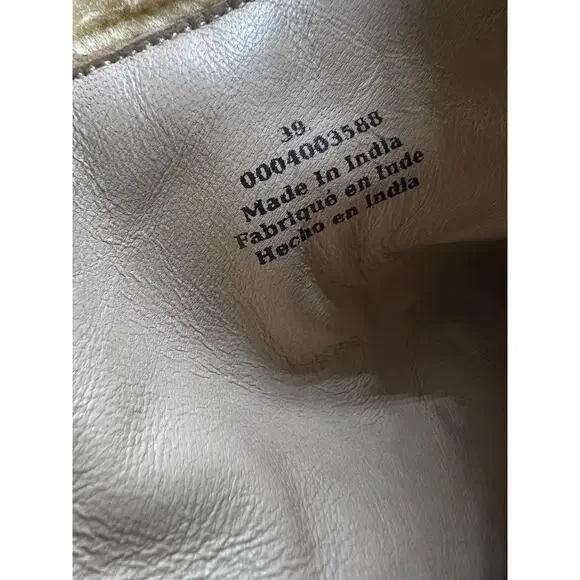 39
0004003588
Made In India
Fabriqué en Inde
Hecho en India